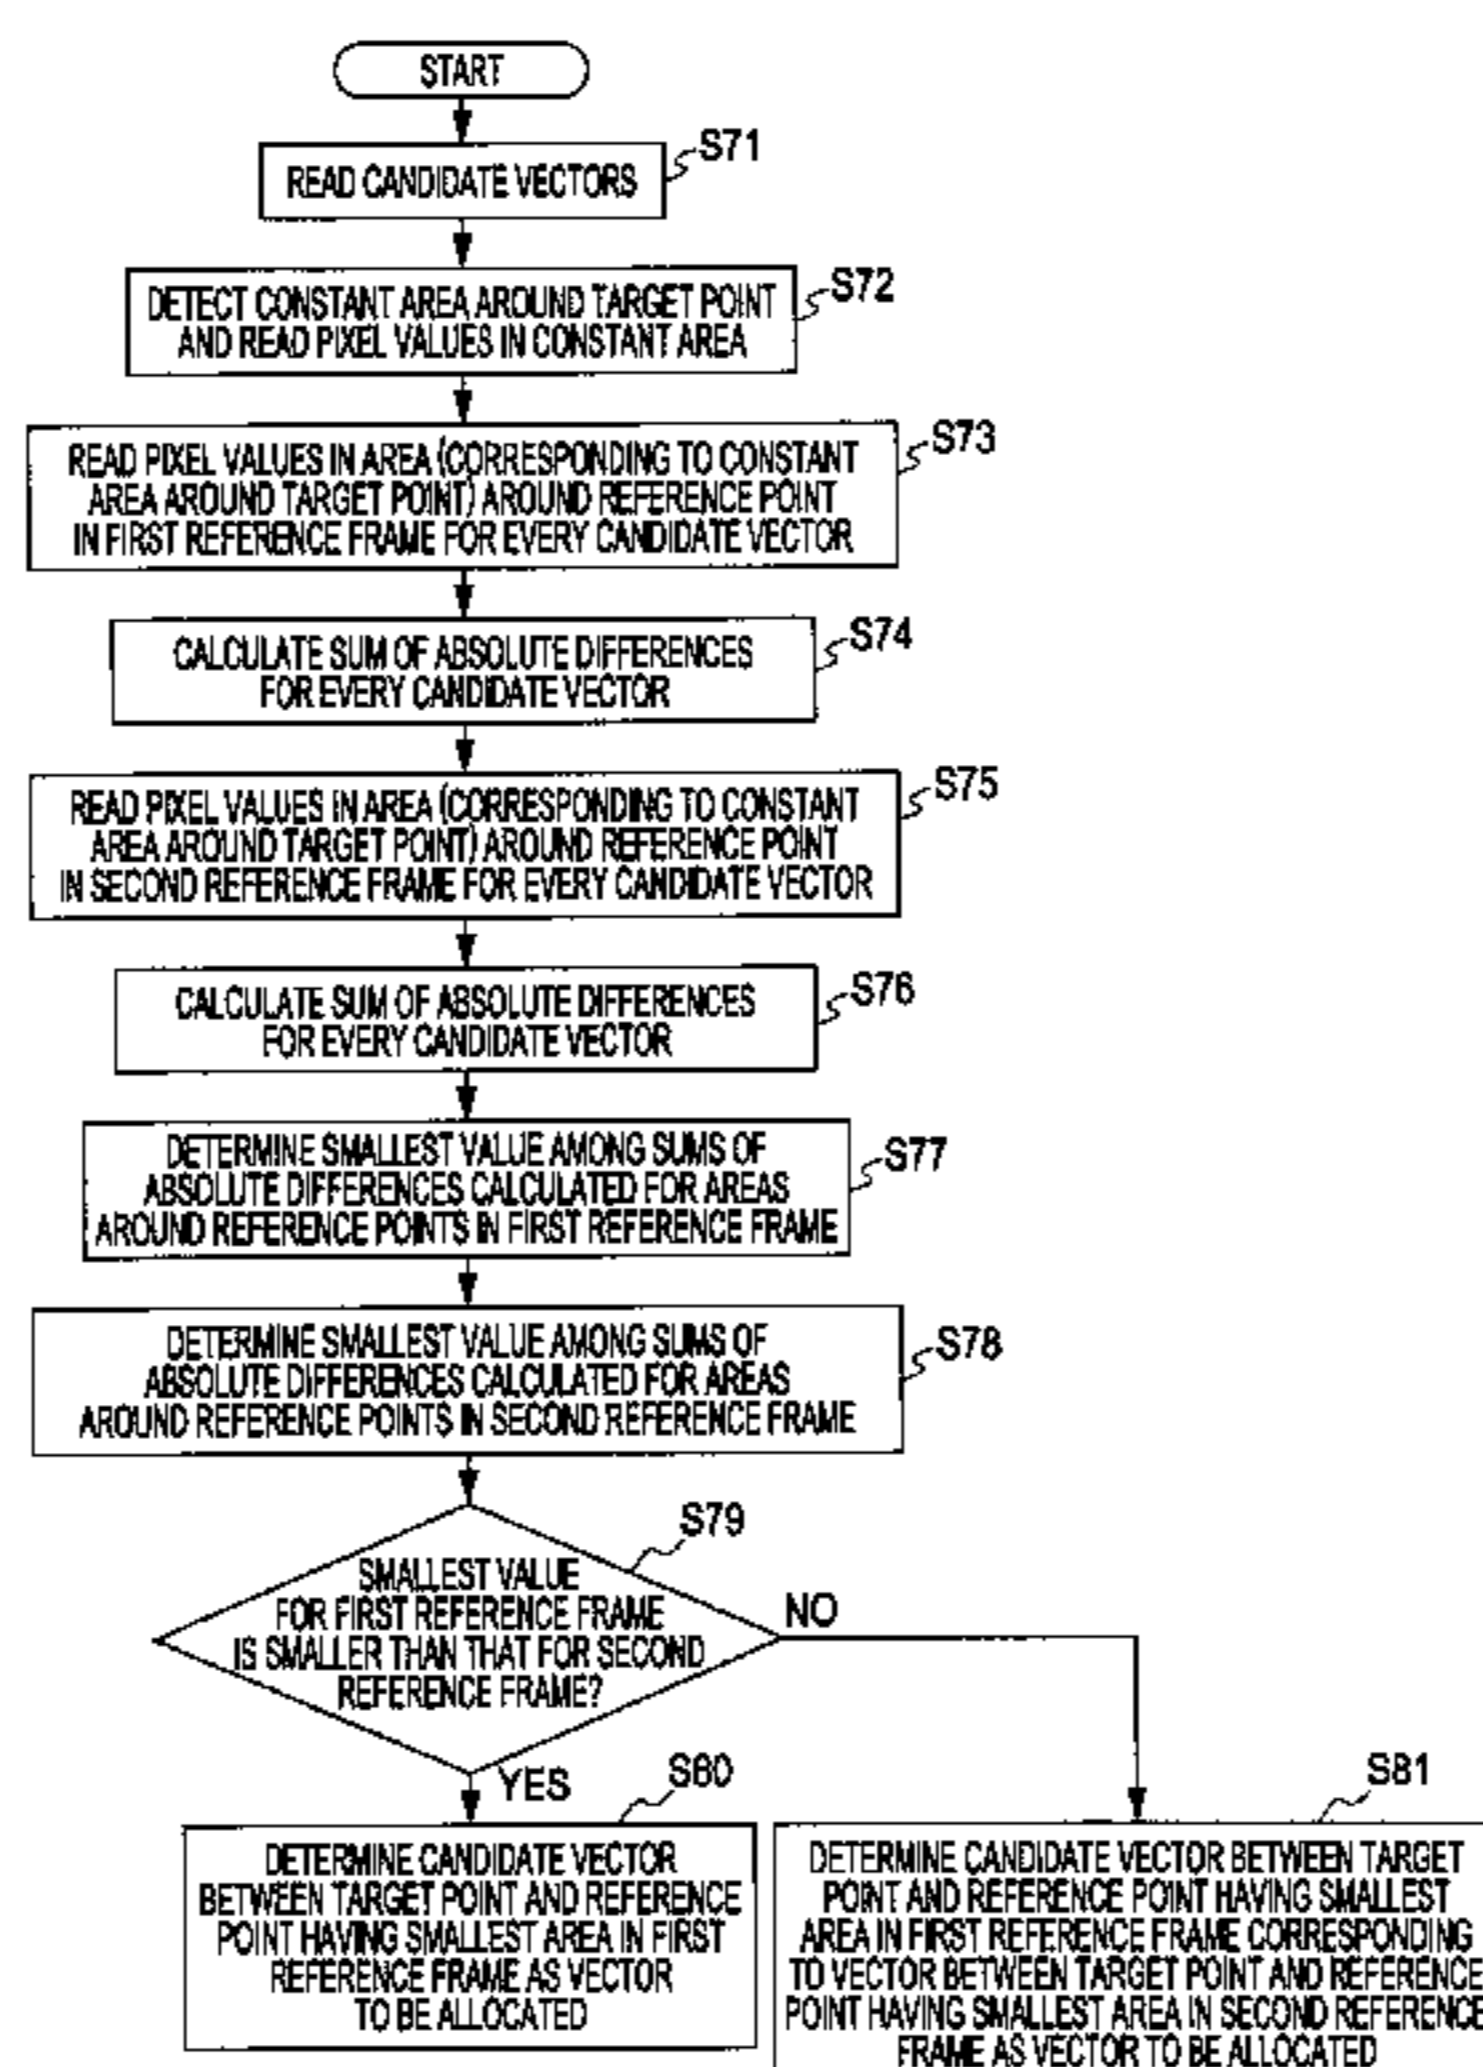 START
S71
READ CANDIDATE VECTORS
S72
DETECT CONSTANT AREA AROUND TARGET POINT
AND READ PIXEL VALUES IN CONSTANT AREA
S73
READ PIXEL VALUES IN AREA (CORRESPONDING TO CONSTANT
AREA AROUND TARGET POINT) AROUND REFERENCE POINT
IN FIRST REFERENCE FRAME FOR EVERY CANDIDATE VECTOR
S74
CALCULATE SUM OF ABSOLUTE DIFFERENCES
FOR EVERY CANDIDATE VECTOR
S75
READ PIXEL VALUES IN AREA (CORRESPONDING TO CONSTANT
AREA AROUND TARGET POINT) AROUND REFERENCE POINT
IN SECOND REFERENCE FRAME FOR EVERY CANDIDATE VECTOR
S76
CALCULATE SUM OF ABSOLUTE DIFFERENCES
FOR EVERY CANDIDATE VECTOR
S77
DETERMINE SMALLEST VALUE AMONG SUMS OF
ABSOLUTE DIFFERENCES CALCULATED FOR AREAS
AROUND REFERENCE POINTS IN FIRST REFERENCE FRAME
S78
DETERMINE SMALLEST VALUE AMONG SUMS OF
ABSOLUTE DIFFERENCES CALCULATED FOR AREAS
AROUND REFERENCE POINTS IN SECOND REFERENCE FRAME
S79
SMALLEST VALUE
FOR FIRST REFERENCE FRAME
IS SMALLER THAN THAT FOR SECOND
REFERENCE FRAME?
NO
YES
S80
DETERMINE CANDIDATE VECTOR
BETWEEN TARGET POINT AND REFERENCE
POINT HAVING SMALLEST AREA IN FIRST
REFERENCE FRAME AS VECTOR
TO BE ALLOCATED
S81
DETERMINE CANDIDATE VECTOR BETWEEN TARGET
POINT AND REFERENCE POINT HAVING SMALLEST
AREA IN FIRST REFERENCE FRAME CORRESPONDING
TO VECTOR BETWEEN TARGET POINT AND REFERENCE
POINT HAVING SMALLEST AREA IN SECOND REFERENCE
FRAME AS VECTOR TO BE ALLOCATED